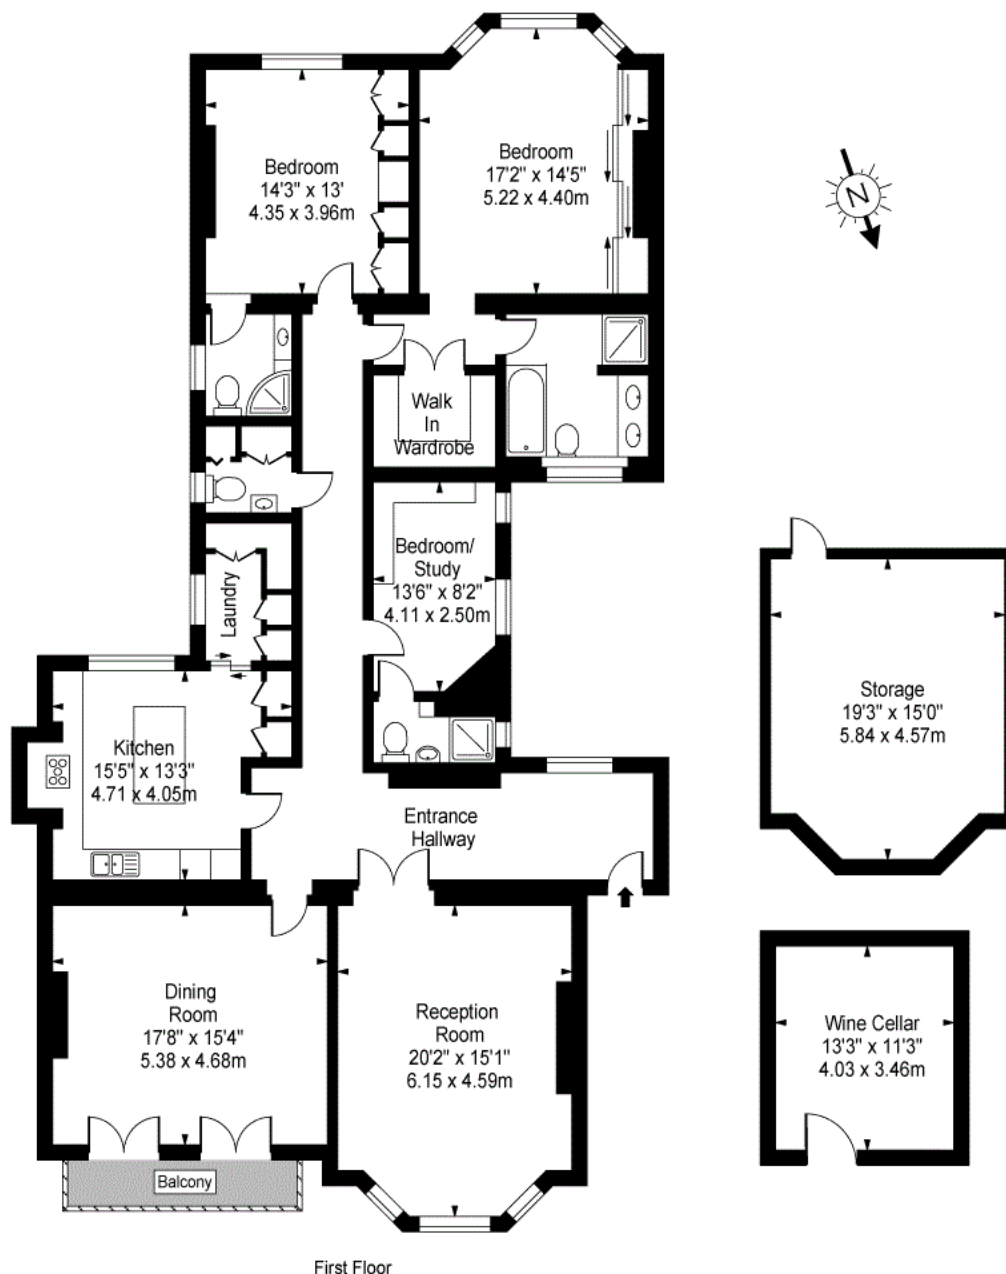 Bedroom
14'3" x 13'
4.35 x 3.96m
Bedroom
17'2" x 14'5"
5.22 x 4.40m
N
Walk
In
Wardrobe
Bedroom/
Study
13'6" x 8'2"
4.11 x 2.50m
Laundry
Storage
19'3" x 15'0"
5.84 x 4.57m
Kitchen
15'5" x 13'3"
4.71 x 4.05m
Entrance
Hallway
Dining
Room
17'8" x 15'4"
5.38 x 4.68m
Reception
Room
20'2" x 15'1"
6.15 x 4.59m
Wine Cellar
13'3" x 11'3"
4.03 x 3.46m
Balcony
First Floor